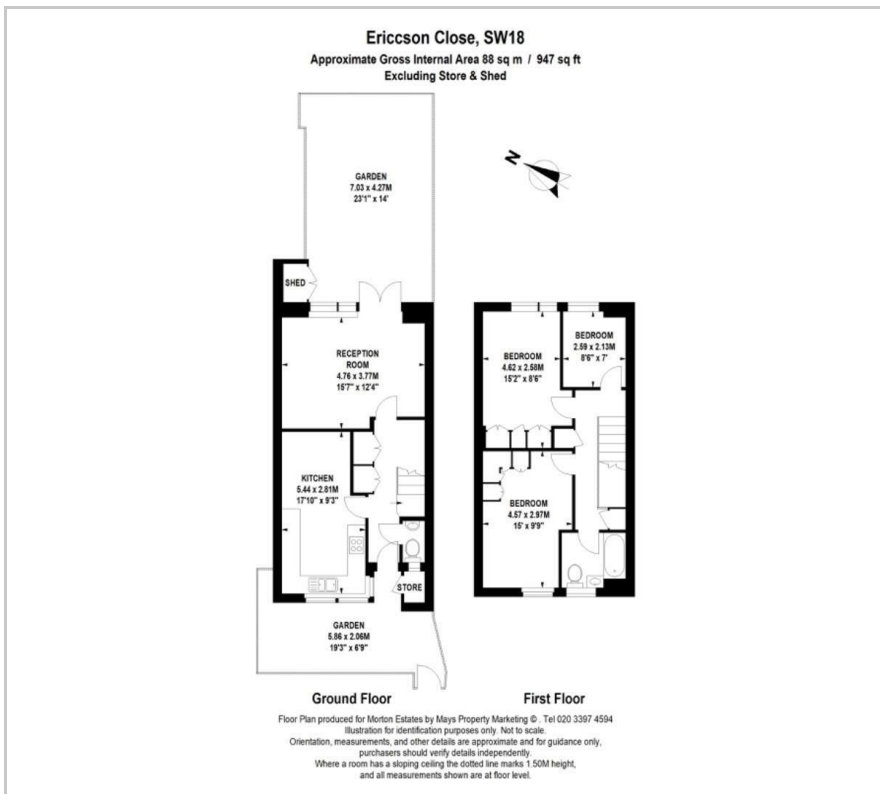 Ericcson Close, SW18
Approximate Gross Internal Area 88 sq m / 947 sq ft
Excluding Store & Shed
N
GARDEN
7.03 x 4.27M
23'1" x 14'
SHED
RECEPTION
ROOM
4.76 x 3.77M
15'7" x 12'4"
KITCHEN
5.44 x 2.81M
17'10" x 9'3"
STORE
GARDEN
5.86 x 2.06M
19'3" x 6'9"
Ground Floor
BEDROOM
4.62 x 2.58M
15'2" x 8'6"
BEDROOM
2.59 x 2.13M
8'6" x 7'
BEDROOM
4.57 x 2.97M
15' x 9'9"
First Floor
Floor Plan produced for Morton Estates by Mays Property Marketing © . Tel 020 3397 4594
Illustration for identification purposes only. Not to scale.
Orientation, measurements, and other details are approximate and for guidance only,
purchasers should verify details independently.
Where a room has a sloping ceiling the dotted line marks 1.50M height,
and all measurements shown are at floor level.